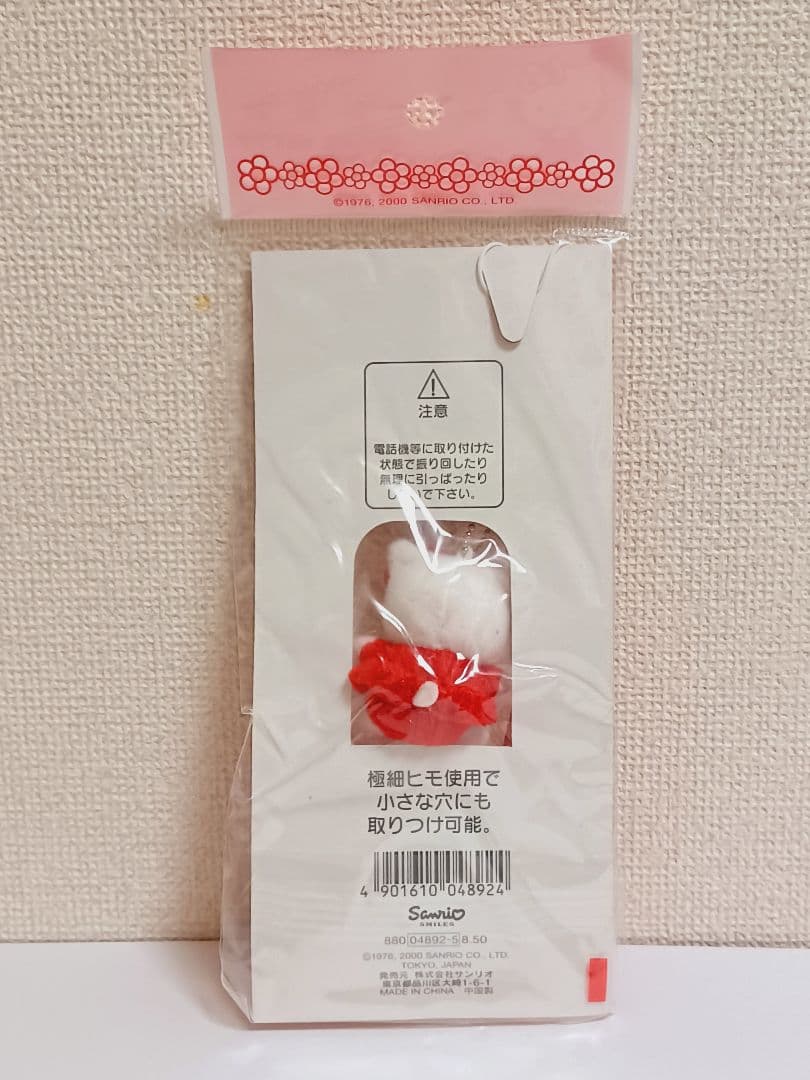 ©1976, 2000 SANRIO CO., LTD.
注意
電話機等に取り付けた
状態で振り回したり
無理に引っぱったり
し　　いで下さい。
極細ヒモ使用で
小さな穴にも
取りつけ可能。
4 901610 048924
Sanrio
SMILES
880 04892-5 8.50
©1976, 2000 SANRIO CO., LTD.
TOKYO, JAPAN
発売元 株式会社サンリオ
東京都品川区大崎1-6-1
MADE IN CHINA 中国製